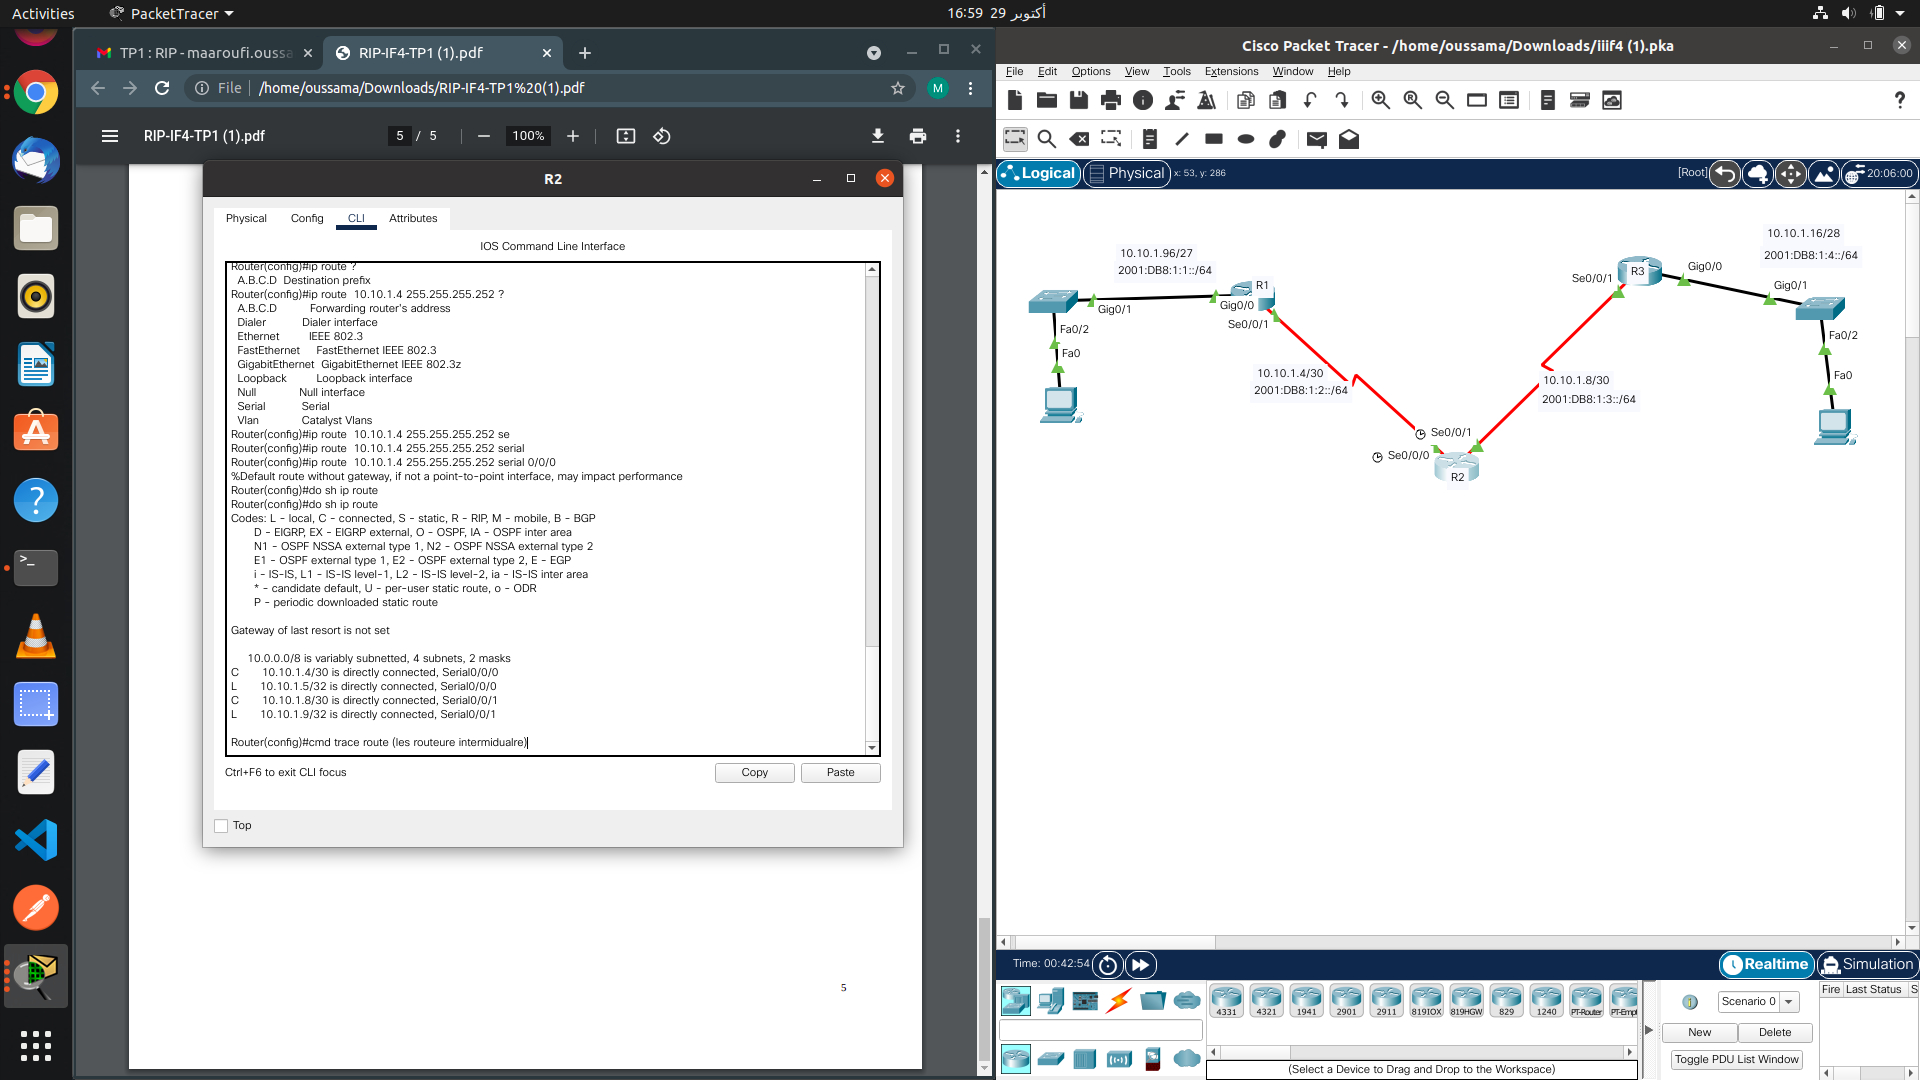 Activities
PacketTracer
16:59 29 أكتوبر
TP1 : RIP - maaroufi.oussa
RIP-IF4-TP1 (1).pdf
File
/home/oussama/Downloads/RIP-IF4-TP1%20(1).pdf
M
RIP-IF4-TP1 (1).pdf
5 / 5
100%
R2
Physical
Config
CLI
Attributes
IOS Command Line Interface
Router(config)#ip route ?
A.B.C.D Destination prefix
Router(config)#ip route 10.10.1.4 255.255.255.252 ?
A.B.C.D Forwarding router's address
Dialer Dialer interface
Ethernet IEEE 802.3
FastEthernet FastEthernet IEEE 802.3
GigabitEthernet GigabitEthernet IEEE 802.3z
Loopback Loopback interface
Null Null interface
Serial Serial
Vlan Catalyst Vlans
Router(config)#ip route 10.10.1.4 255.255.255.252 se
Router(config)#ip route 10.10.1.4 255.255.255.252 serial
Router(config)#ip route 10.10.1.4 255.255.255.252 serial 0/0/0
%Default route without gateway, if not a point-to-point interface, may impact performance
Router(config)#do sh ip route
Router(config)#do sh ip route
Codes: L - local, C - connected, S - static, R - RIP, M - mobile, B - BGP
D - EIGRP, EX - EIGRP external, O - OSPF, IA - OSPF inter area
N1 - OSPF NSSA external type 1, N2 - OSPF NSSA external type 2
E1 - OSPF external type 1, E2 - OSPF external type 2, E - EGP
i - IS-IS, L1 - IS-IS level-1, L2 - IS-IS level-2, ia - IS-IS inter area
* - candidate default, U - per-user static route, o - ODR
P - periodic downloaded static route
Gateway of last resort is not set
10.0.0.0/8 is variably subnetted, 4 subnets, 2 masks
C 10.10.1.4/30 is directly connected, Serial0/0/0
L 10.10.1.5/32 is directly connected, Serial0/0/0
C 10.10.1.8/30 is directly connected, Serial0/0/1
L 10.10.1.9/32 is directly connected, Serial0/0/1
Router(config)#cmd trace route (les routeure intermidualre)
Ctrl+F6 to exit CLI focus
Copy
Paste
Top
5
Cisco Packet Tracer - /home/oussama/Downloads/iiif4 (1).pka
File Edit Options View Tools Extensions Window Help
Logical
Physical
x: 53, y: 286
[Root]
20:06:00
10.10.1.96/27
2001:DB8:1:1::/64
10.10.1.16/28
2001:DB8:1:4::/64
R1
Gig0/0
Gig0/1
Se0/0/1
Fa0/2
Fa0
R3
Se0/0/1
Gig0/0
Gig0/1
Fa0/2
Fa0
10.10.1.4/30
2001:DB8:1:2::/64
10.10.1.8/30
2001:DB8:1:3::/64
Se0/0/1
Se0/0/0
R2
Time: 00:42:54
Realtime
Simulation
4331
4321
1941
2901
2911
819IOX
819HGW
829
1240
PT-Router
PT-Empt
(Select a Device to Drag and Drop to the Workspace)
Scenario 0
New
Delete
Toggle PDU List Window
Fire
Last Status
S